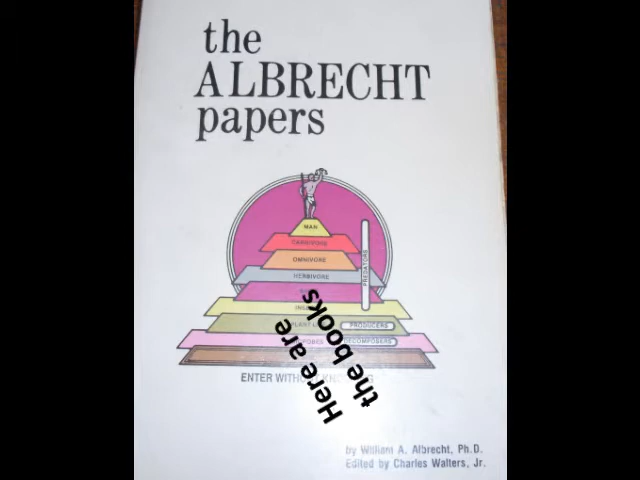 the
ALBRECHT
papers
MAN
CARNIVORE
OMNIVORE
HERBIVORE
PREDATORS
PRODUCERS
DECOMPOSERS
ENTER WITHOUT
Here are
the books
by William A. Albrecht, Ph.D.
Edited by Charles Walters, Jr.